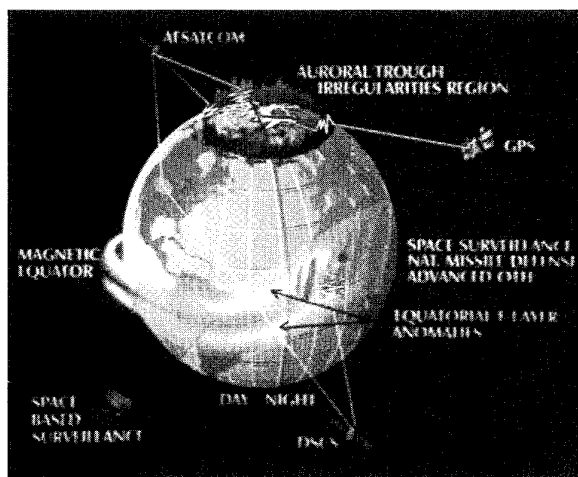 AFSATCOM
AURORAL TROUGH
IRREGULARITIES REGION
GPS
MAGNETIC
EQUATOR
SPACE SURVEILLANCE
NAT. MISSILE DEFENSE
ADVANCED OTH
EQUATORIAL F-LAYER
ANOMALIES
SPACE
BASED
SURVEILLANCE
DAY NIGHT
DSCS